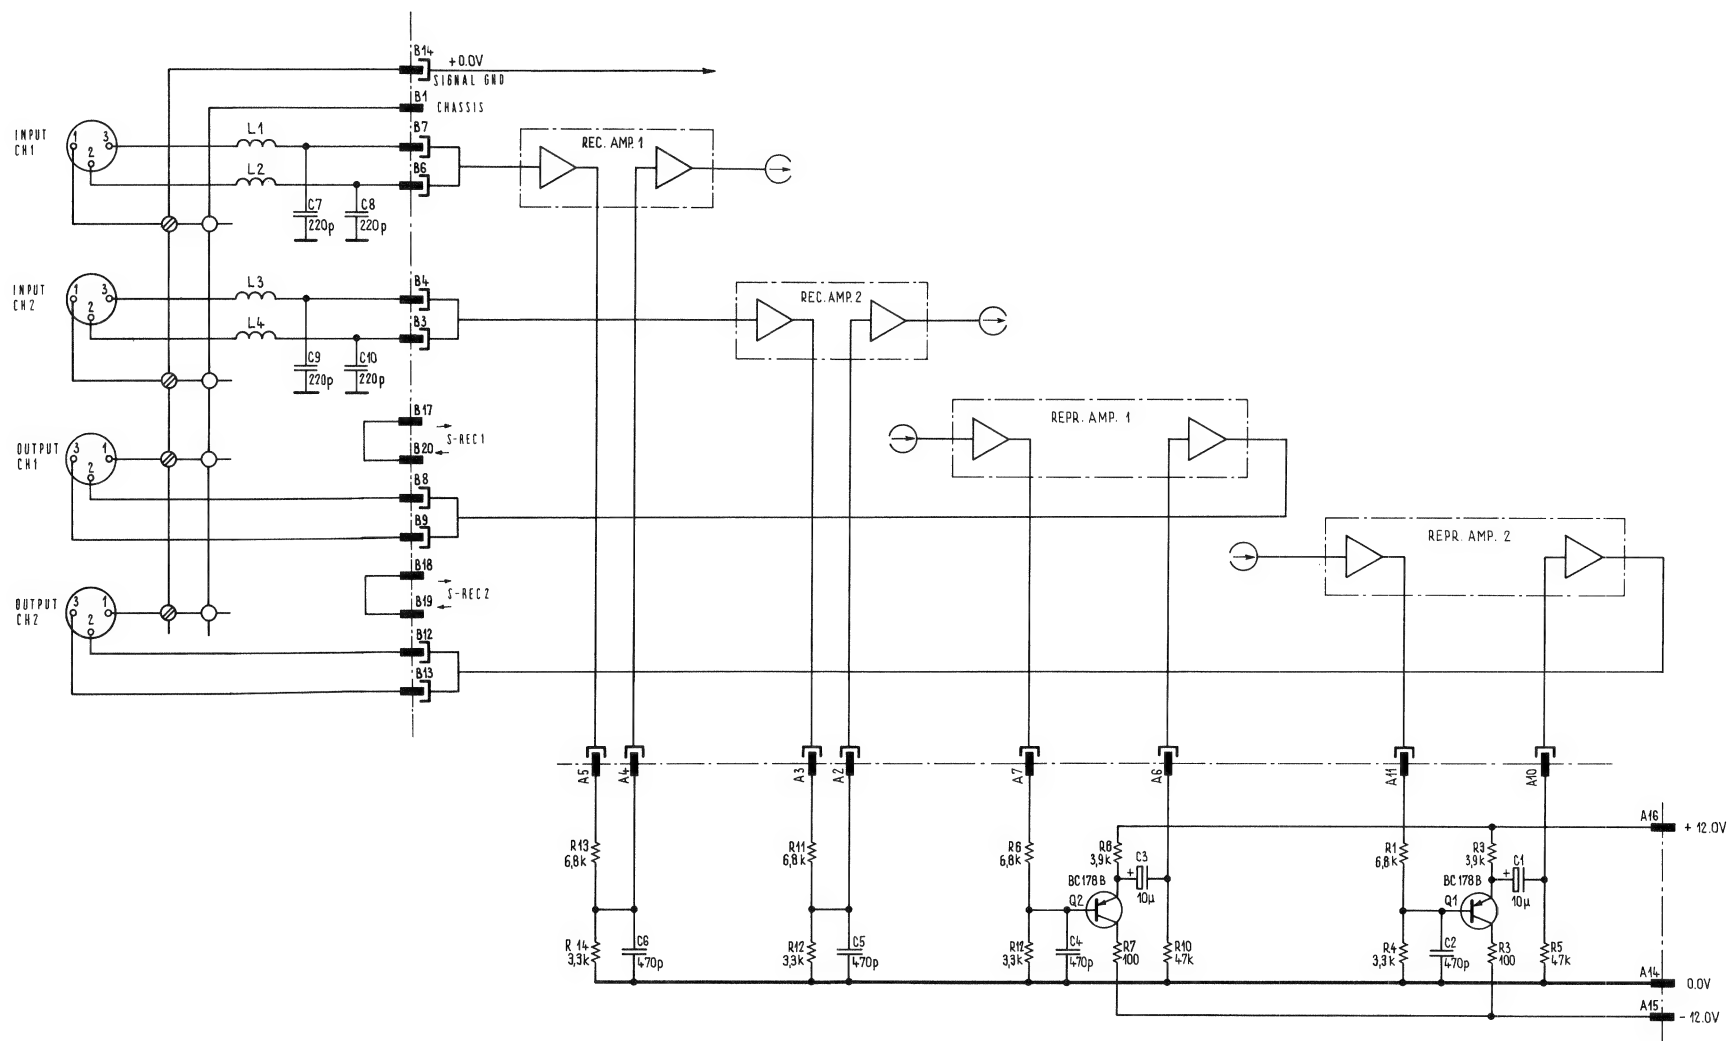 B14
+0.0V
SIGNAL GND
B1
CHASSIS
INPUT
CH1
1
3
2
L1
L2
B7
B6
C7
220p
C8
220p
REC. AMP. 1
INPUT
CH2
1
3
2
L3
L4
B4
B3
C9
220p
C10
220p
REC. AMP. 2
B17
S-REC1
B20
OUTPUT
CH1
3
1
2
B8
B9
REPR. AMP. 1
B18
S-REC2
B19
OUTPUT
CH2
3
1
2
B12
B13
REPR. AMP. 2
A5
A4
A3
A2
A7
A6
A11
A10
A16
+ 12.0V
R13
6,8k
R11
6,8k
R6
6,8k
R8
3,9k
C3
+
10µ
BC178B
Q2
R1
6,8k
R9
3,9k
C1
+
10µ
BC178B
Q1
R 14
3,3k
C6
470p
R12
3,3k
C5
470p
R12
3,3k
C4
470p
R7
100
R10
47k
R4
3,3k
C2
470p
R3
100
R5
47k
A14
0.0V
A15
- 12.0V